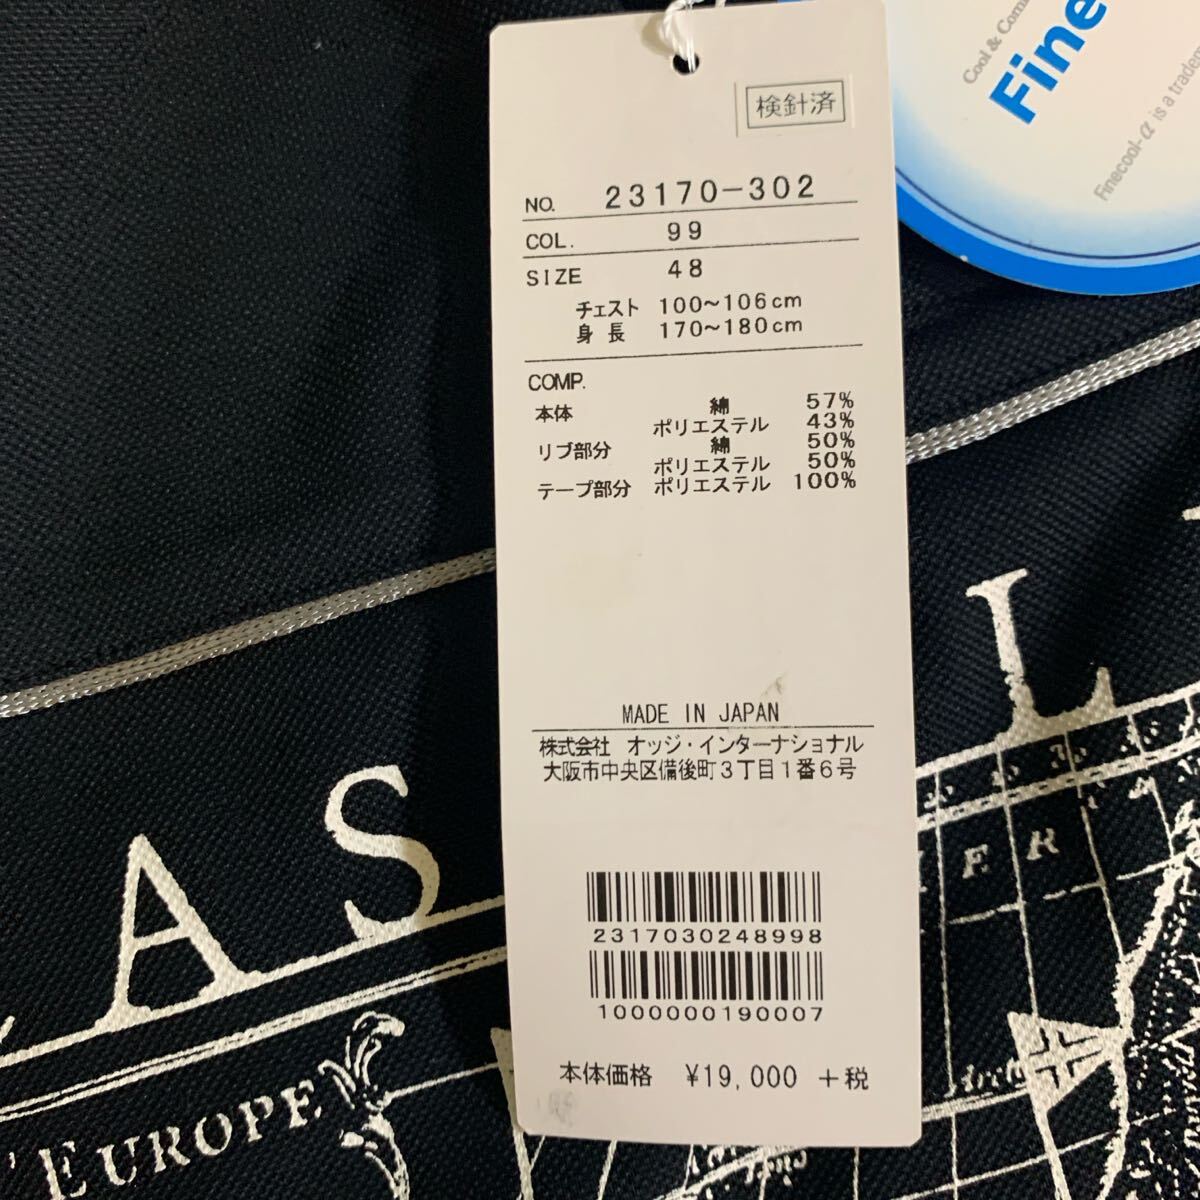 検針済
NO. 23170-302
COL. 99
SIZE 48
チェスト 100~106cm
身長 170~180cm
COMP.
本体 綿 57%
ポリエステル 43%
リブ部分 綿 50%
ポリエステル 50%
テープ部分 ポリエステル 100%
MADE IN JAPAN
株式会社 オッジ・インターナショナル
大阪市中央区備後町3丁目1番6号
2317030248998
1000000190007
本体価格 ¥19,000 +税
Cool &
Fine
Finecool-α is a
L
A S
E R
EUROPE